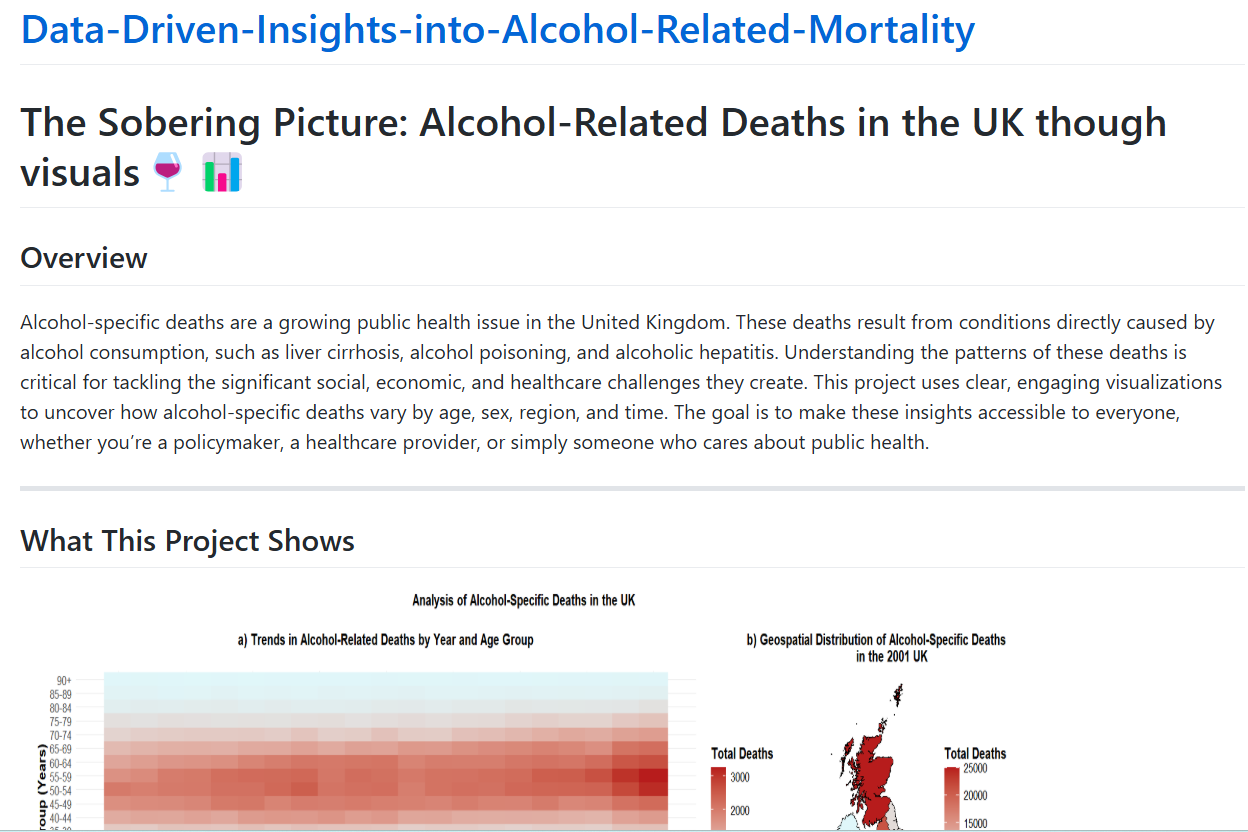 Data-Driven-Insights-into-Alcohol-Related-Mortality
The Sobering Picture: Alcohol-Related Deaths in the UK though
visuals
Overview
Alcohol-specific deaths are a growing public health issue in the United Kingdom. These deaths result from conditions directly caused by
alcohol consumption, such as liver cirrhosis, alcohol poisoning, and alcoholic hepatitis. Understanding the patterns of these deaths is
critical for tackling the significant social, economic, and healthcare challenges they create. This project uses clear, engaging visualizations
to uncover how alcohol-specific deaths vary by age, sex, region, and time. The goal is to make these insights accessible to everyone,
whether you’re a policymaker, a healthcare provider, or simply someone who cares about public health.
What This Project Shows
Analysis of Alcohol-Specific Deaths in the UK
a) Trends in Alcohol-Related Deaths by Year and Age Group
90+
85-89
80-84
75-79
70-74
65-69
60-64
55-59
50-54
45-49
40-44
(Years)
Total Deaths
3000
2000
b) Geospatial Distribution of Alcohol-Specific Deaths
in the 2001 UK
Total Deaths
25000
20000
15000